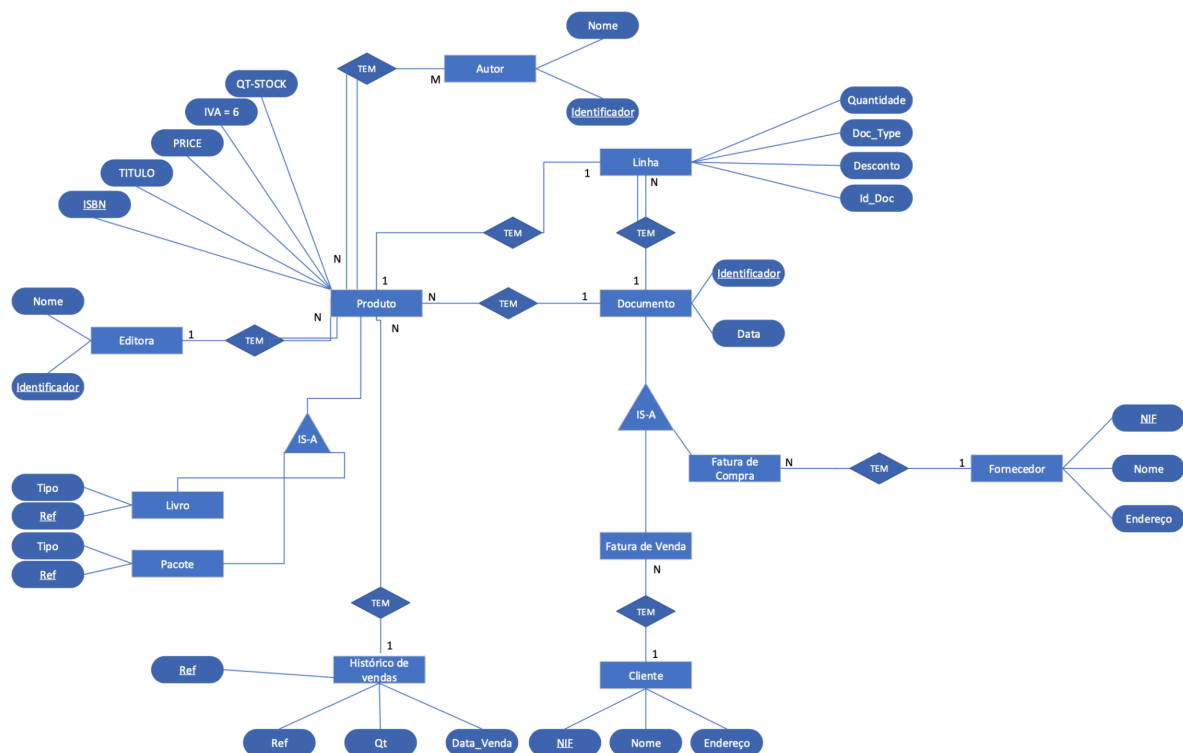 Nome
TEM
Autor
M
QT-STOCK
Identificador
Quantidade
IVA = 6
Doc_Type
PRICE
Linha
1
N
Desconto
TITULO
Id_Doc
ISBN
TEM
TEM
N
Identificador
1
1
Nome
N
Produto
N
TEM
1
Documento
N
Data
Editora
1
TEM
Identificador
IS-A
IS-A
NIF
Fatura de
Compra
N
TEM
1
Fornecedor
Nome
Tipo
Livro
Ref
Endereço
Tipo
Fatura de Venda
Pacote
Ref
N
TEM
TEM
1
1
Ref
Histórico de
vendas
Cliente
Ref
Qt
Data_Venda
NIF
Nome
Endereço